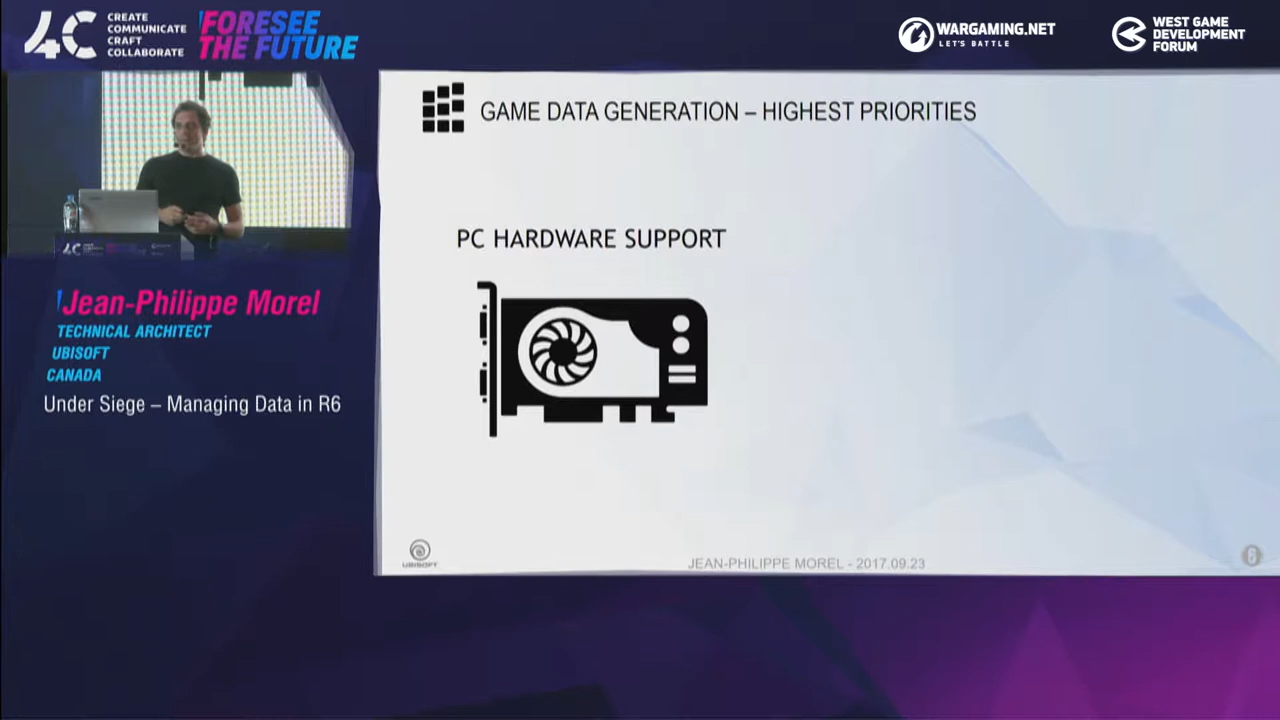 4C
CREATE
COMMUNICATE
CRAFT
COLLABORATE
FORESEE
THE FUTURE
WARGAMING.NET
LET'S BATTLE
WEST GAME
DEVELOPMENT
FORUM
GAME DATA GENERATION – HIGHEST PRIORITIES
PC HARDWARE SUPPORT
Jean-Philippe Morel
TECHNICAL ARCHITECT
UBISOFT
CANADA
Under Siege – Managing Data in R6
4C
UBISOFT
JEAN-PHILIPPE MOREL - 2017.09.23
6